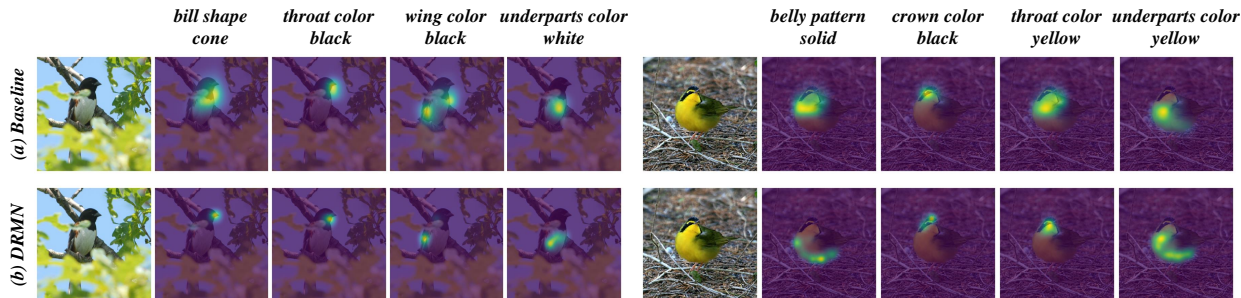 bill shape throat color wing color underparts color belly pattern crown color throat color underparts color
cone black black white solid black yellow yellow
(a) Baseline
(b) DRMN